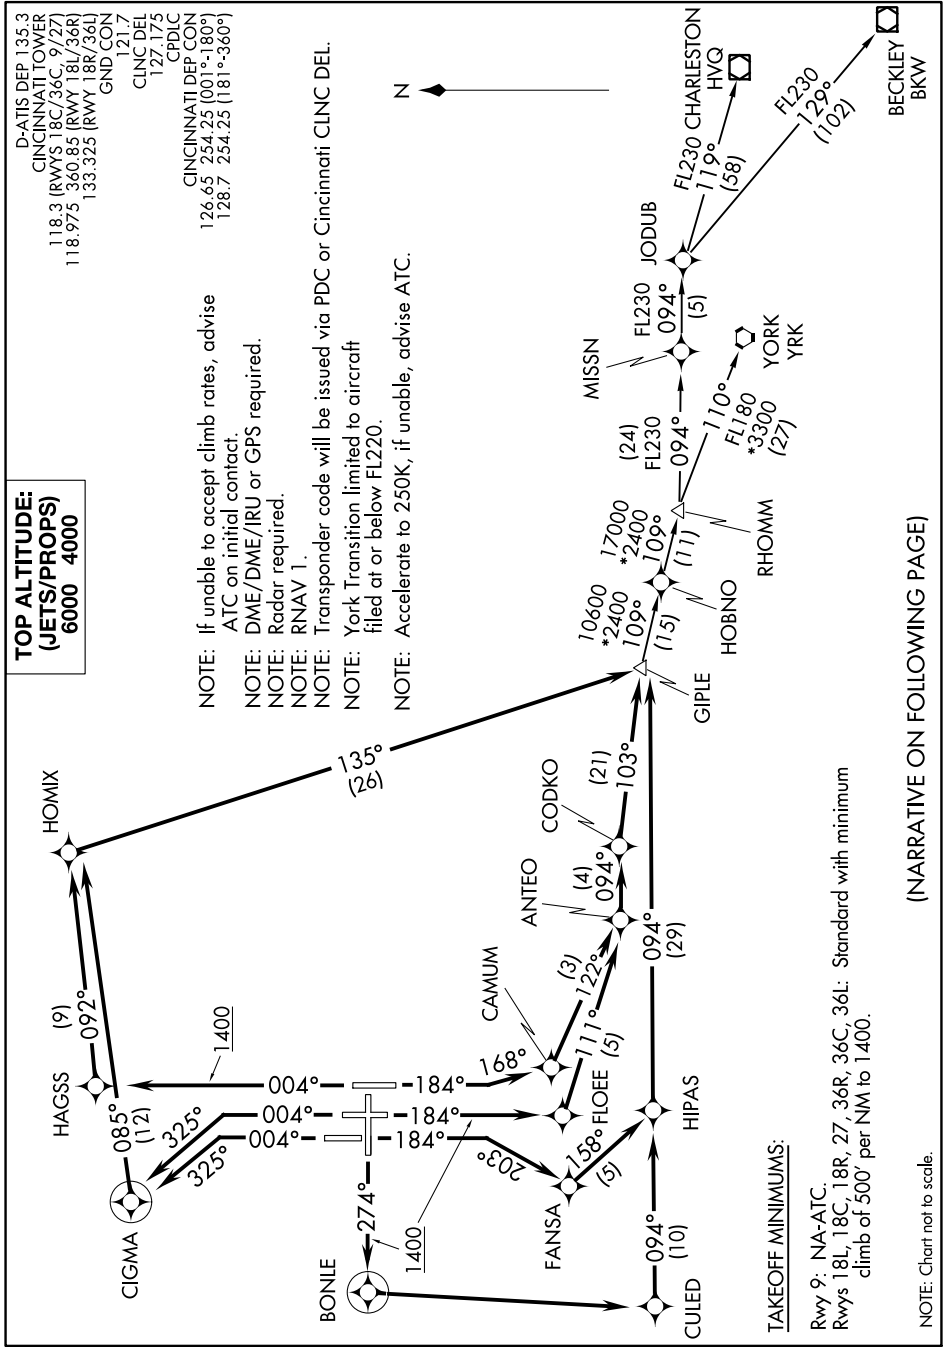 TOP ALTITUDE:
(JETS/PROPS)
6000 4000
D-ATIS DEP 135.3
CINCINNATI TOWER
118.3 (RWYS 18C/36C, 9/27)
118.975 360.85 (RWY 18L/36R)
133.325 (RWY 18R/36L)
GND CON
121.7
CLNC DEL
127.175
CPDLC
CINCINNATI DEP CON
126.65 254.25 (001°-180°)
128.7 254.25 (181°-360°)
NOTE: If unable to accept climb rates, advise
ATC on initial contact.
NOTE: DME/DME/IRU or GPS required.
NOTE: Radar required.
NOTE: RNAV 1.
NOTE: Transponder code will be issued via PDC or Cincinnati CLNC DEL.
NOTE: York Transition limited to aircraft
filed at or below FL220.
NOTE: Accelerate to 250K, if unable, advise ATC.
N
HOMIX
HAGSS
(9)
092°
085°
(12)
CIGMA
135°
(26)
1400
325°
325°
004°
004°
004°
184°
184°
184°
168°
203°
274°
1400
1400
BONLE
CAMUM
FLOEE
FANSA
(3)
122°
111°
(5)
158°
(5)
ANTEO
(4)
094°
CODKO
(21)
103°
CULED
094°
(10)
HIPAS
094°
(29)
GIPLE
10600
*2400
109°
(15)
HOBNO
17000
*2400
109°
(11)
RHOMM
(24)
FL230
094°
MISSN
FL230
094°
(5)
JODUB
110°
FL180
*3300
(27)
YORK
YRK
FL230
119°
(58)
CHARLESTON
HVQ
FL230
129°
(102)
BECKLEY
BKW
TAKEOFF MINIMUMS:
Rwy 9: NA-ATC.
Rwys 18L, 18C, 18R, 27, 36R, 36C, 36L: Standard with minimum
climb of 500' per NM to 1400.
(NARRATIVE ON FOLLOWING PAGE)
NOTE: Chart not to scale.